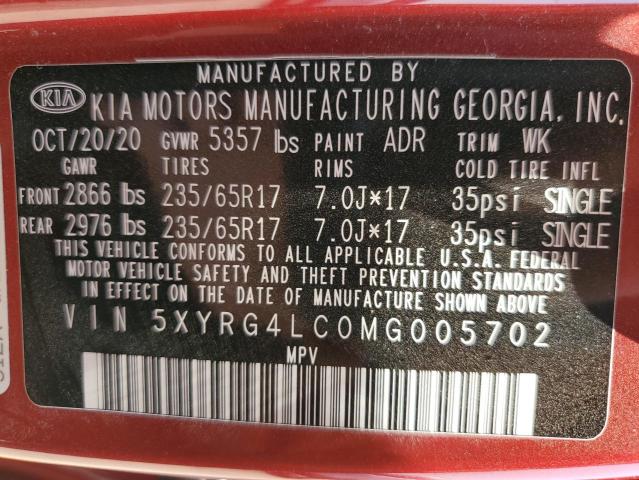 MANUFACTURED BY
KIA KIA MOTORS MANUFACTURING GEORGIA, INC.
OCT/20/20 GVWR 5357 lbs PAINT ADR TRIM WK
GAWR TIRES RIMS COLD TIRE INFL
FRONT 2866 lbs 235/65R17 7.0J*17 35psi SINGLE
REAR 2976 lbs 235/65R17 7.0J*17 35psi SINGLE
THIS VEHICLE CONFORMS TO ALL APPLICABLE U.S.A. FEDERAL
MOTOR VEHICLE SAFETY AND THEFT PREVENTION STANDARDS
IN EFFECT ON THE DATE OF MANUFACTURE SHOWN ABOVE.
VIN 5XYRG4LC0MG005702
MPV